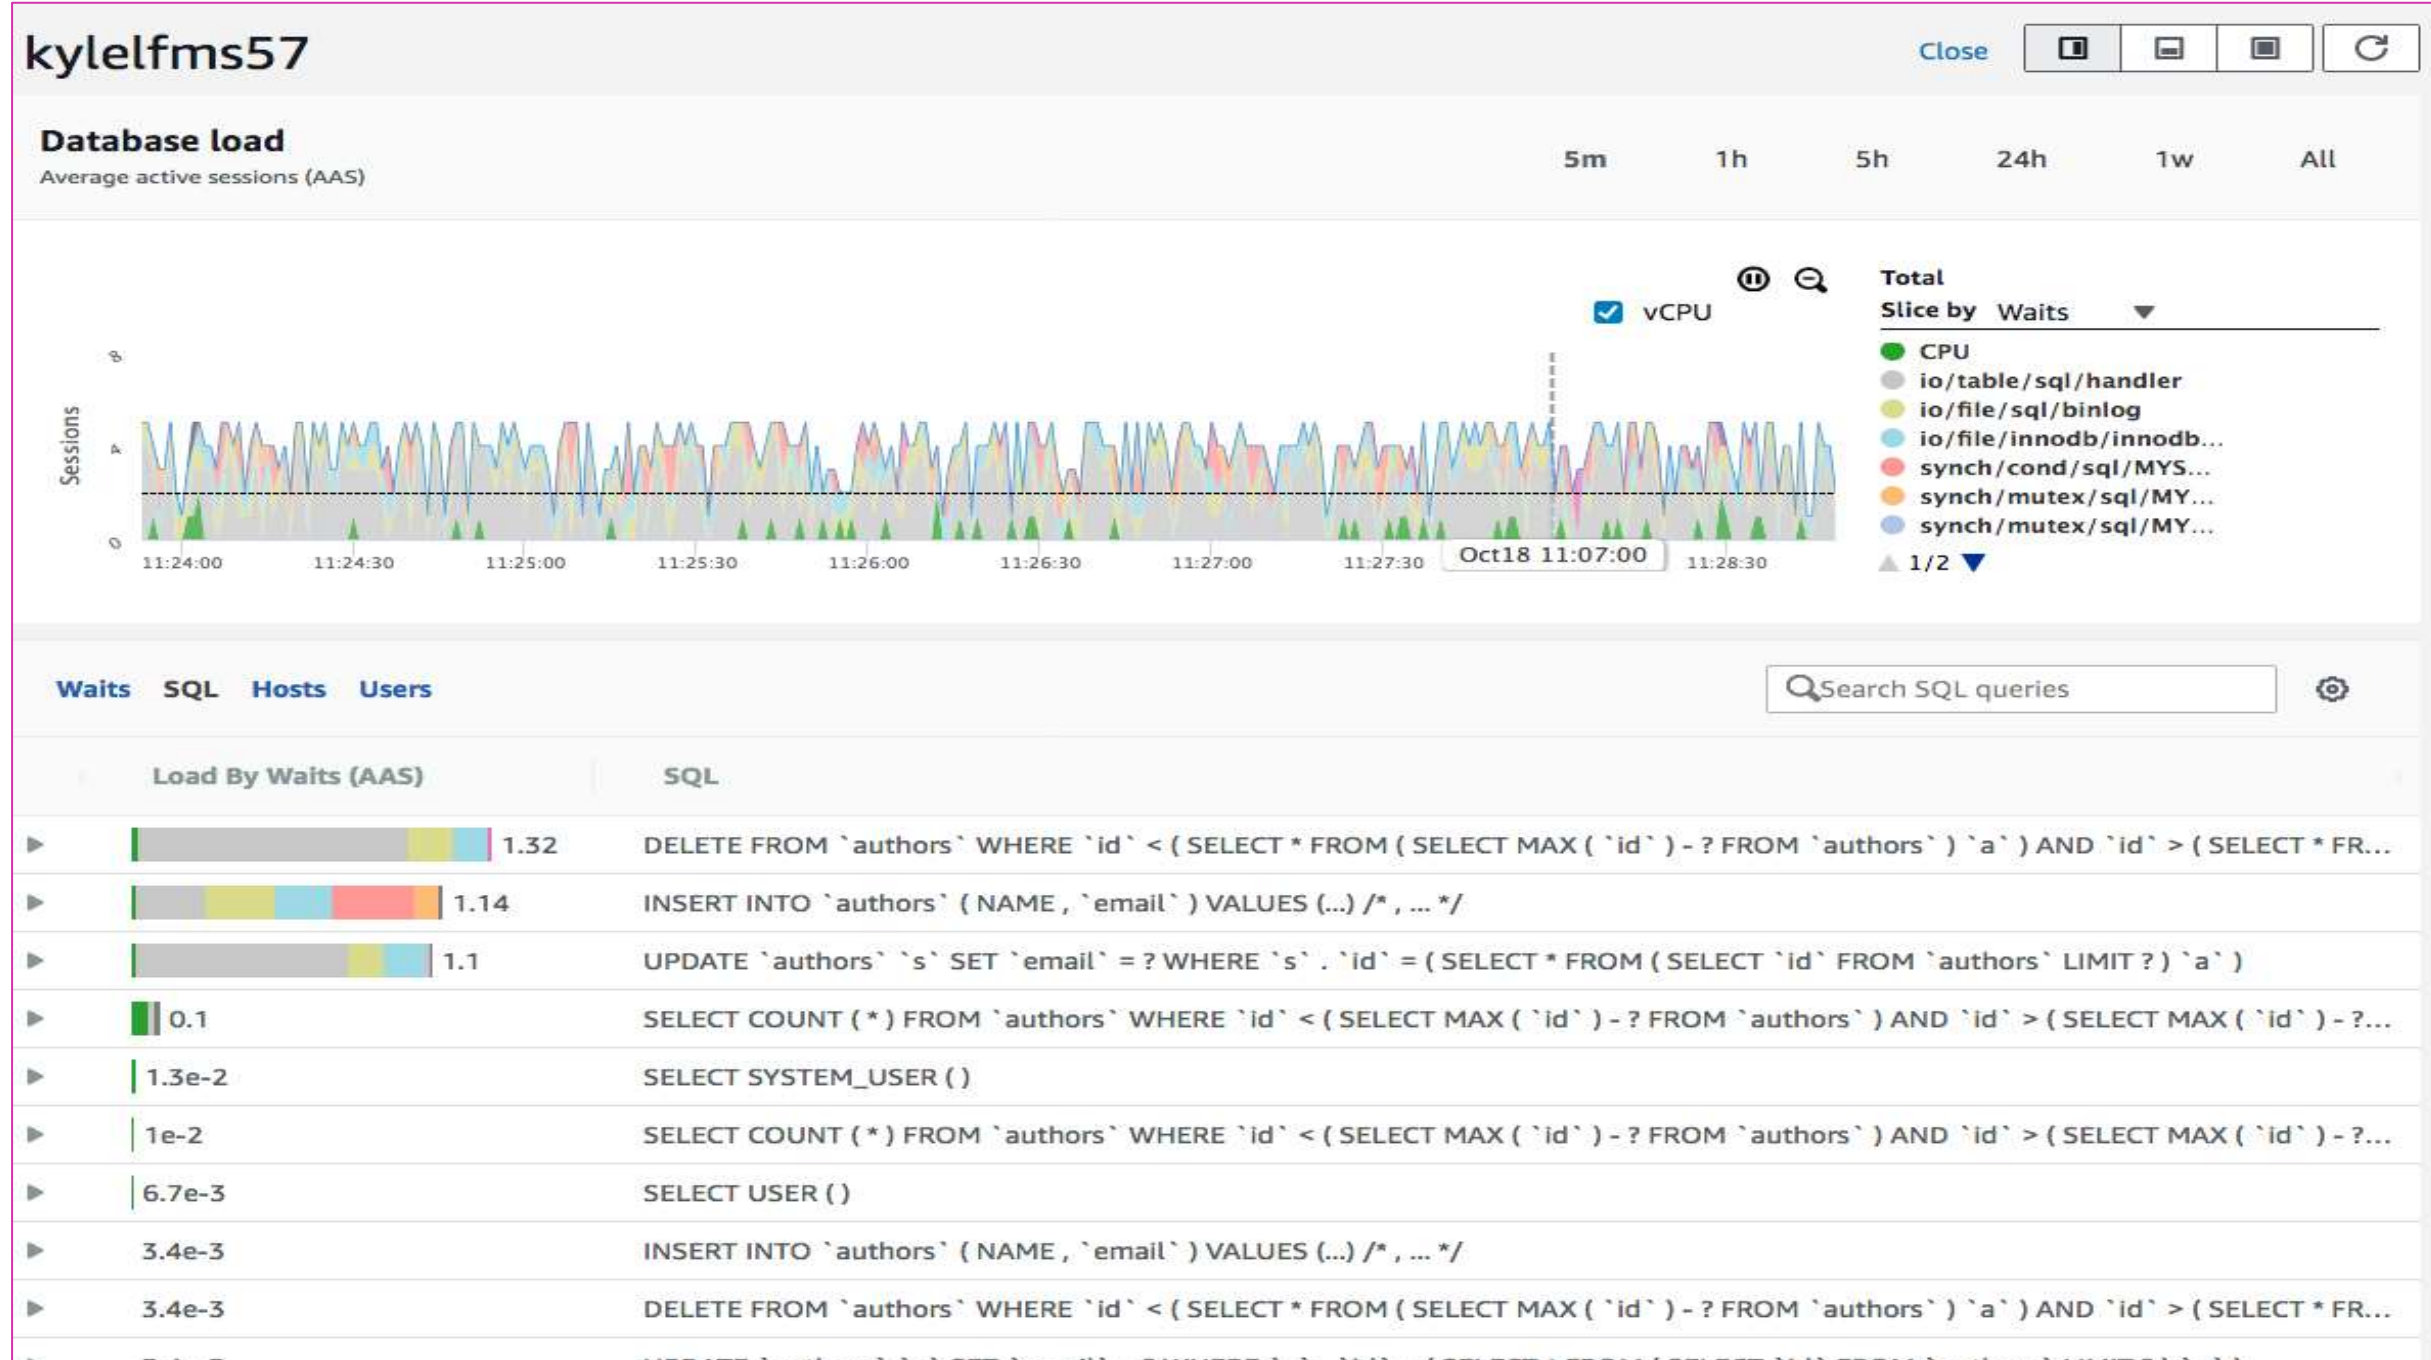 kylelfms57
Close
Database load
Average active sessions (AAS)
5m 1h 5h 24h 1w All
vCPU
Total
Slice by Waits
CPU
io/table/sql/handler
io/file/sql/binlog
io/file/innodb/innodb...
synch/cond/sql/MYS...
synch/mutex/sql/MY...
synch/mutex/sql/MY...
1/2
Sessions
8
4
0
11:24:00 11:24:30 11:25:00 11:25:30 11:26:00 11:26:30 11:27:00 11:27:30 Oct18 11:07:00 11:28:30
Waits SQL Hosts Users
Search SQL queries
Load By Waits (AAS) SQL
1.32 DELETE FROM `authors` WHERE `id` < ( SELECT * FROM ( SELECT MAX ( `id` ) - ? FROM `authors` ) `a` ) AND `id` > ( SELECT * FR...
1.14 INSERT INTO `authors` ( NAME , `email` ) VALUES (...) /* , ... */
1.1 UPDATE `authors` `s` SET `email` = ? WHERE `s` . `id` = ( SELECT * FROM ( SELECT `id` FROM `authors` LIMIT ? ) `a` )
0.1 SELECT COUNT ( * ) FROM `authors` WHERE `id` < ( SELECT MAX ( `id` ) - ? FROM `authors` ) AND `id` > ( SELECT MAX ( `id` ) - ?...
1.3e-2 SELECT SYSTEM_USER ( )
1e-2 SELECT COUNT ( * ) FROM `authors` WHERE `id` < ( SELECT MAX ( `id` ) - ? FROM `authors` ) AND `id` > ( SELECT MAX ( `id` ) - ?...
6.7e-3 SELECT USER ( )
3.4e-3 INSERT INTO `authors` ( NAME , `email` ) VALUES (...) /* , ... */
3.4e-3 DELETE FROM `authors` WHERE `id` < ( SELECT * FROM ( SELECT MAX ( `id` ) - ? FROM `authors` ) `a` ) AND `id` > ( SELECT * FR...